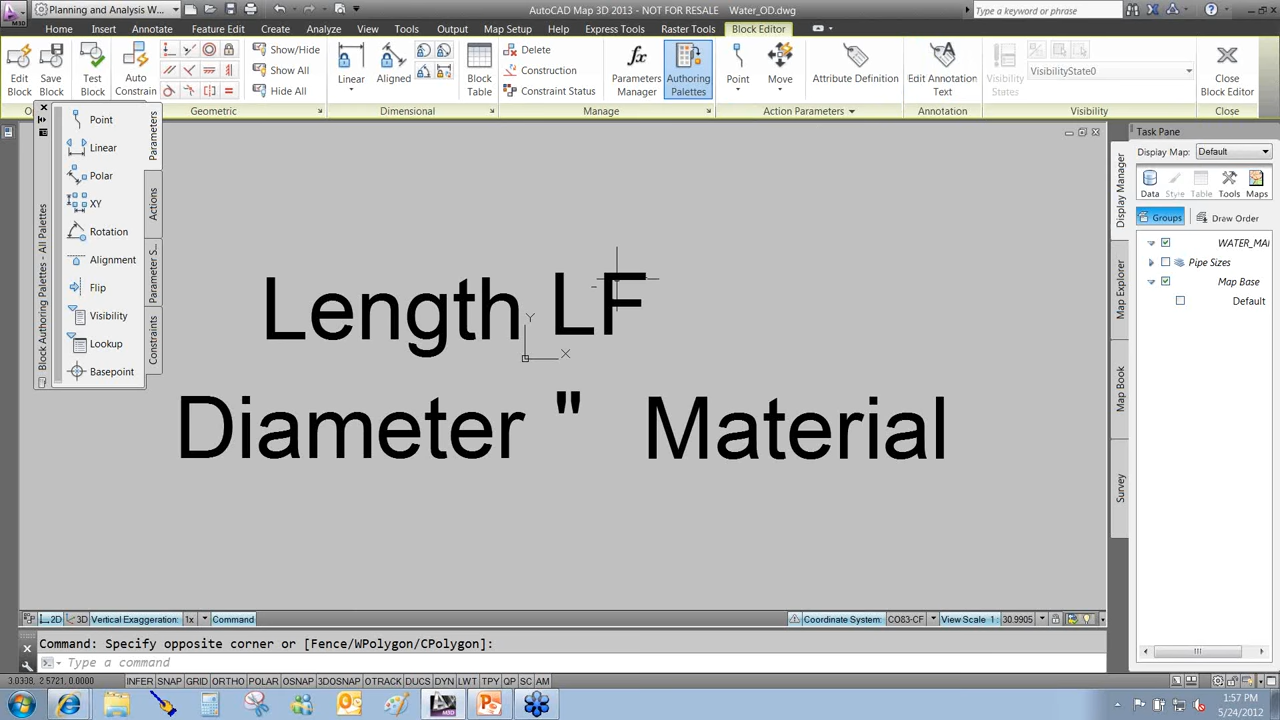 Planning and Analysis W...
AutoCAD Map 3D 2013 - NOT FOR RESALE Water_OD.dwg
Type a keyword or phrase
Home Insert Annotate Feature Edit Create Analyze View Tools Output Map Setup Help Express Tools Raster Tools Block Editor
Edit Block
Save Block
Test Block
Auto Constrain
Show/Hide
Show All
Hide All
Linear
Aligned
Block Table
Delete
Construction
Constraint Status
Parameters Manager
Authoring Palettes
Point
Move
Attribute Definition
Edit Annotation Text
Visibility States
VisibilityState0
Close Block Editor
Geometric Dimensional Manage Action Parameters Annotation Visibility Close
Point
Linear
Polar
XY
Rotation
Alignment
Flip
Visibility
Lookup
Basepoint
Parameters
Actions
Parameter S...
Constraints
Block Authoring Palettes - All Palettes
Length LF
Y
X
Diameter " Material
Task Pane
Display Map: Default
Data Style Table Tools Maps
Groups Draw Order
WATER_MAI
Pipe Sizes
Map Base
Default
Display Manager
Map Explorer
Map Book
Survey
2D 3D Vertical Exaggeration: 1x Command
Coordinate System: CO83-CF View Scale 1: 30.9905
Command: Specify opposite corner or [Fence/WPolygon/CPolygon]:
Type a command
3.0308, 2.5721, 0.0000 INFER SNAP GRID ORTHO POLAR OSNAP 3DOSNAP OTRACK DUCS DYN LWT TPY QP SC AM
1:57 PM
5/24/2012